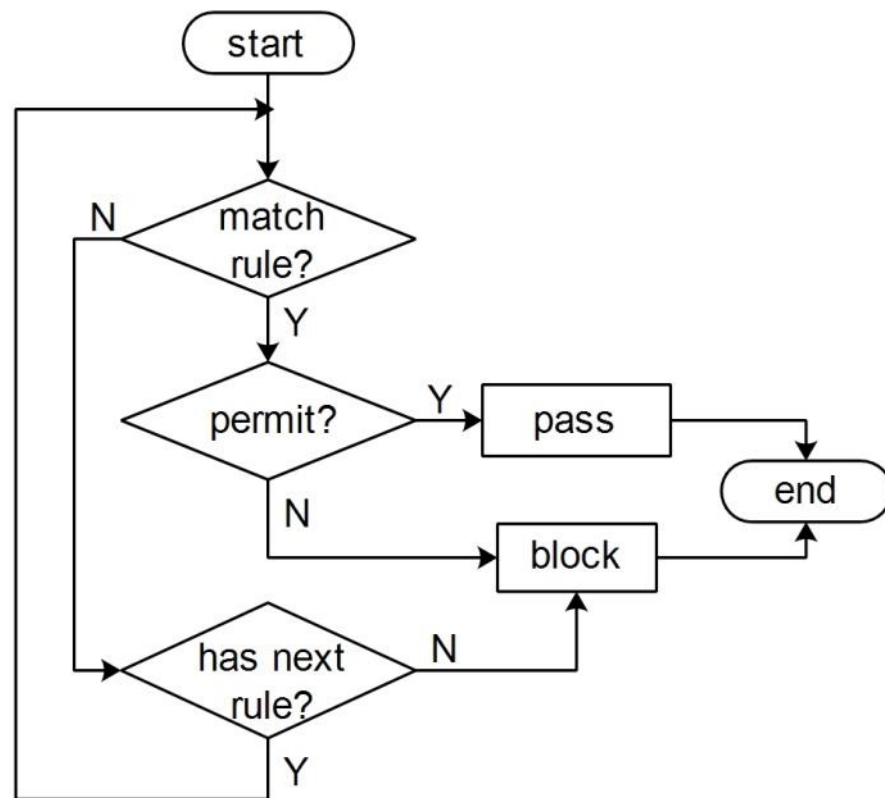 start
N
match
rule?
Y
permit?
Y
pass
end
N
block
has next
rule?
N
Y